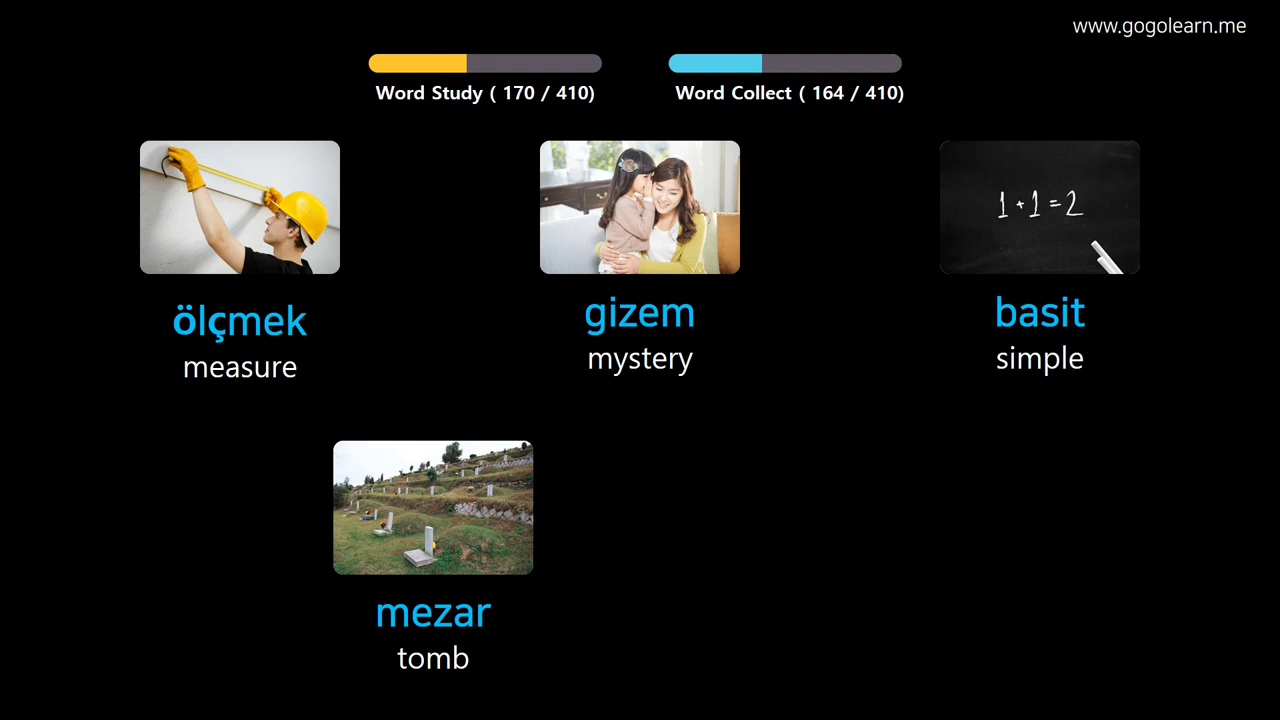 www.gogolearn.me
Word Study ( 170 / 410)
Word Collect ( 164 / 410)
1+1=2
ölçmek
measure
gizem
mystery
basit
simple
mezar
tomb